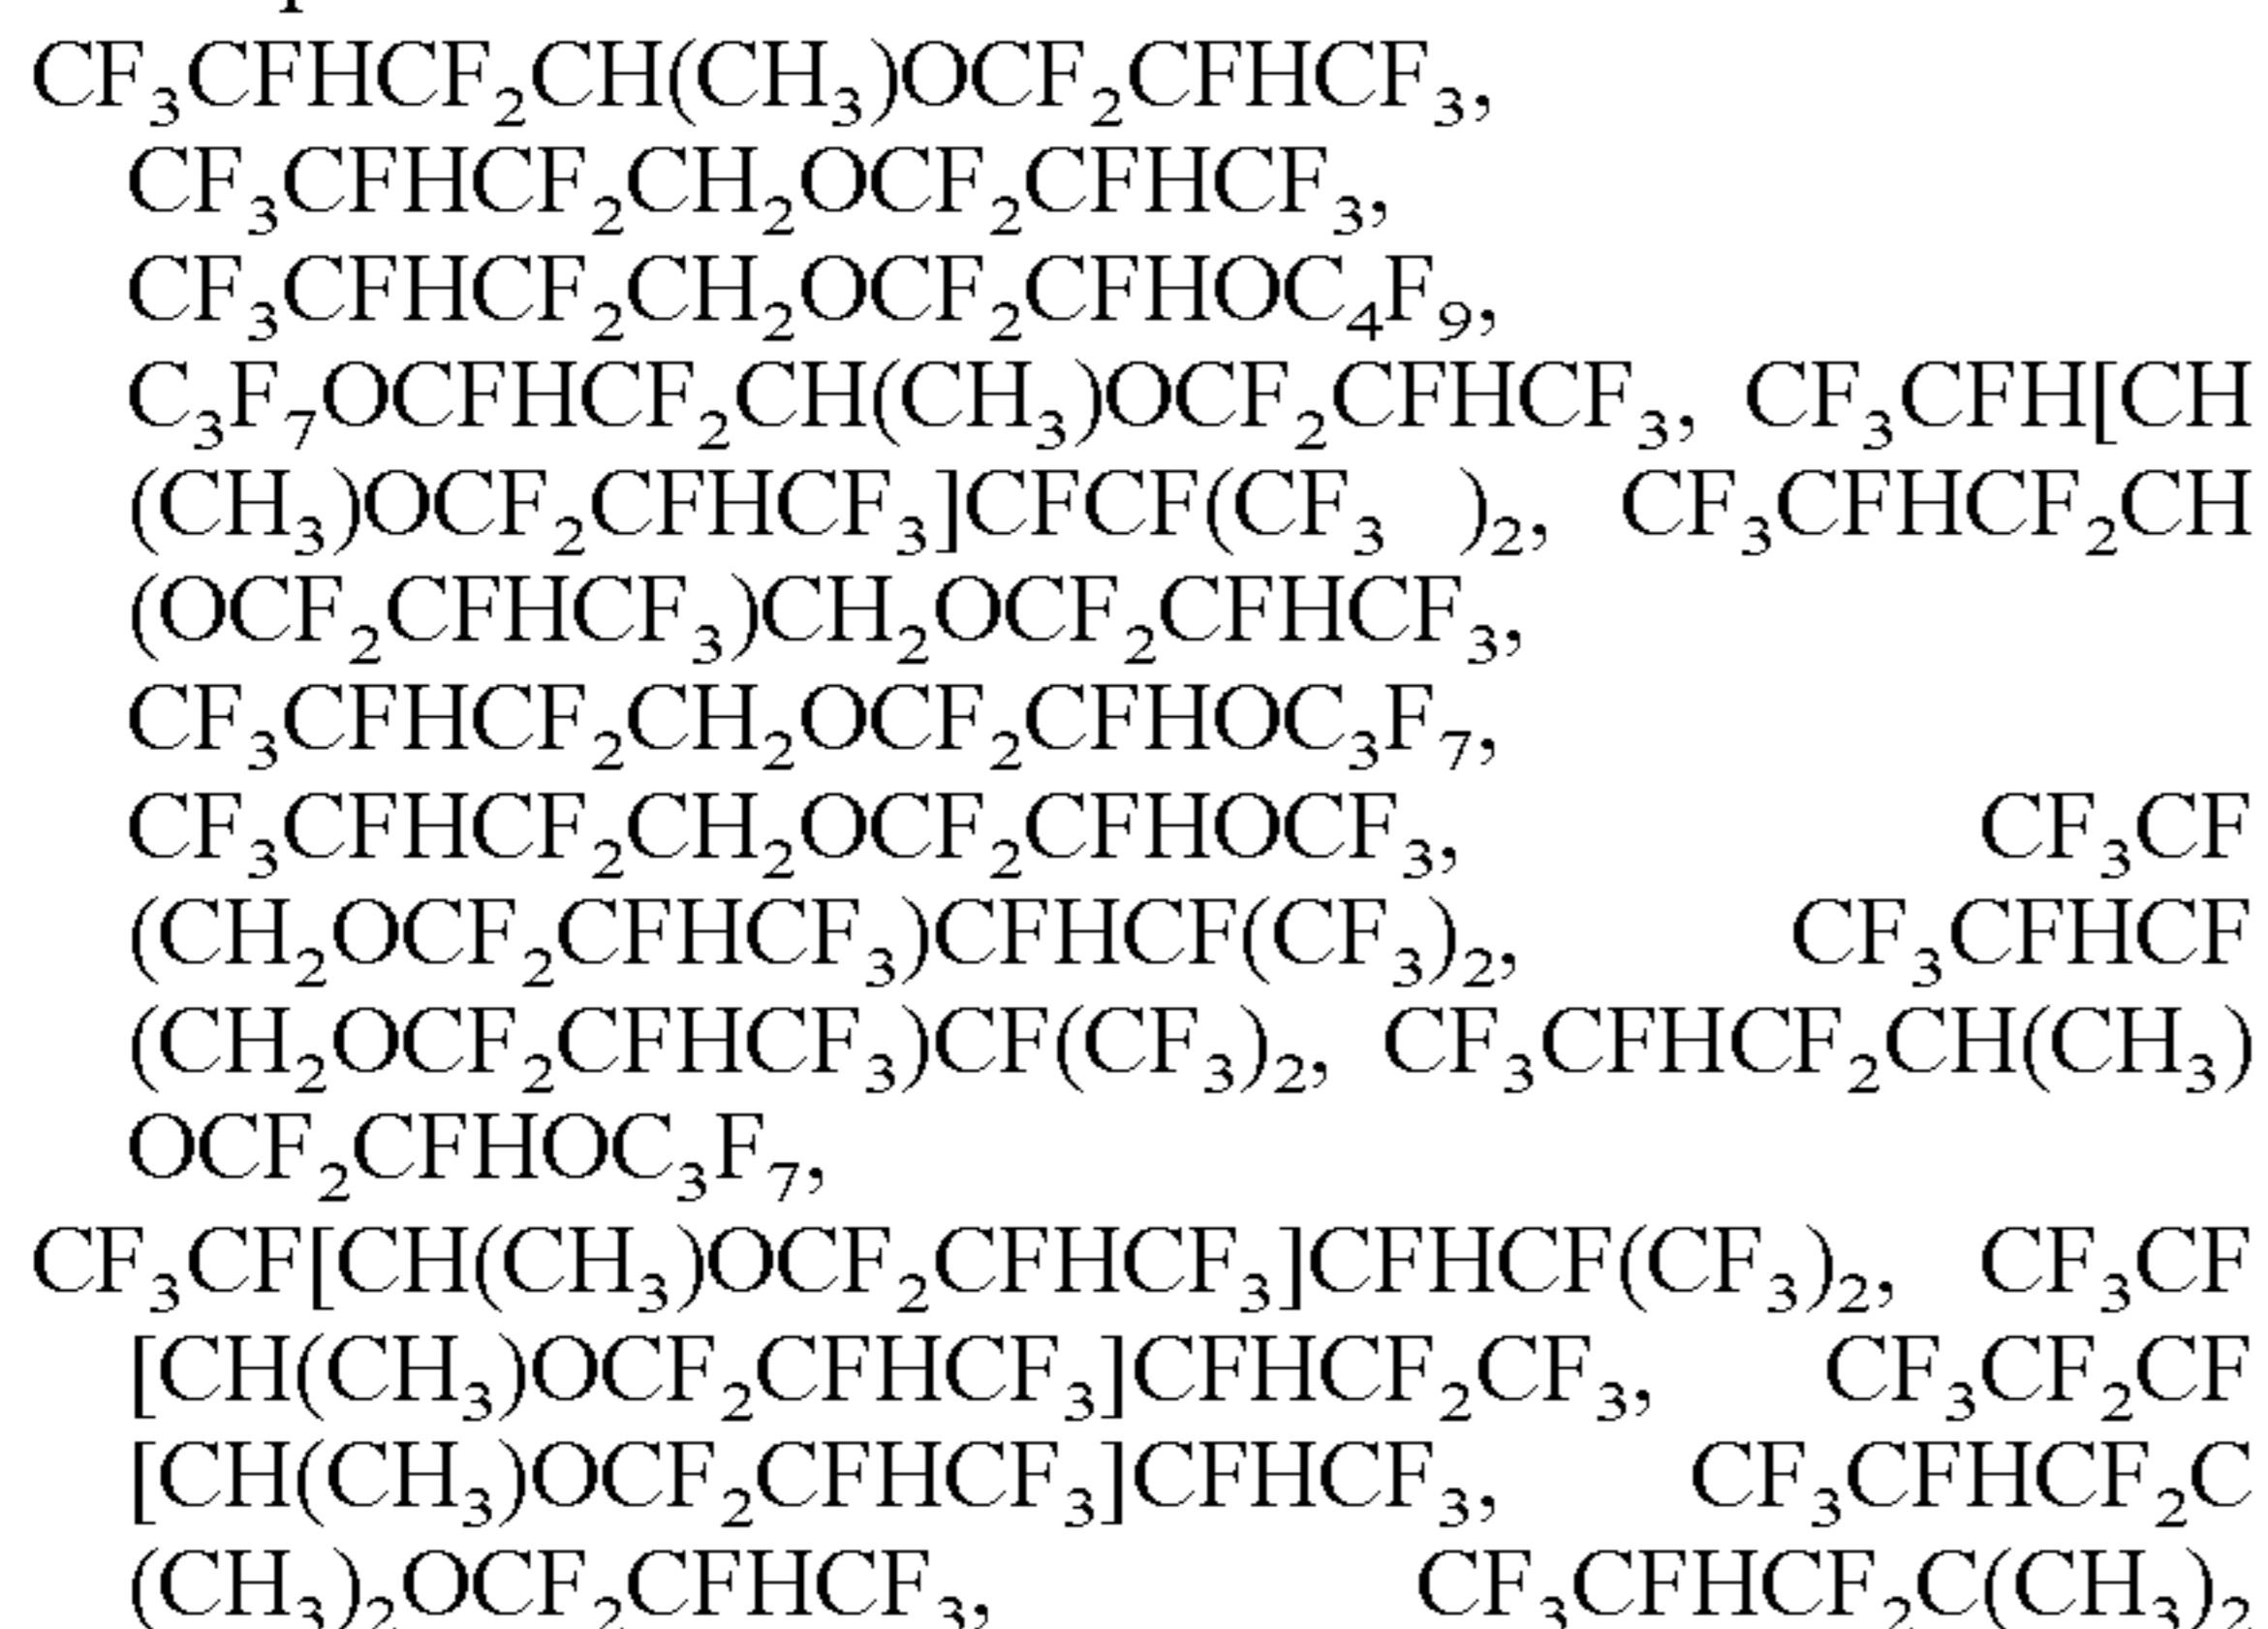 CF₃CFHCF₂CH(CH₃)OCF₂CFHCF₃,
CF₃CFHCF₂CH₂OCF₂CFHCF₃,
CF₃CFHCF₂CH₂OCF₂CFHOC₄F₉,
C₃F₇OCFHCF₂CH(CH₃)OCF₂CFHCF₃, CF₃CFH[CH
(CH₃)OCF₂CFHCF₃]CFCF(CF₃ )₂, CF₃CFHCF₂CH
(OCF₂CFHCF₃)CH₂OCF₂CFHCF₃,
CF₃CFHCF₂CH₂OCF₂CFHOC₃F₇,
CF₃CFHCF₂CH₂OCF₂CFHOCF₃, CF₃CF
(CH₂OCF₂CFHCF₃)CFHCF(CF₃)₂, CF₃CFHCF
(CH₂OCF₂CFHCF₃)CF(CF₃)₂, CF₃CFHCF₂CH(CH₃)
OCF₂CFHOC₃F₇,
CF₃CF[CH(CH₃)OCF₂CFHCF₃]CFHCF(CF₃)₂, CF₃CF
[CH(CH₃)OCF₂CFHCF₃]CFHCF₂CF₃, CF₃CF₂CF
[CH(CH₃)OCF₂CFHCF₃]CFHCF₃, CF₃CFHCF₂C
(CH₃)₂OCF₂CFHCF₃, CF₃CFHCF₂C(CH₃)₂